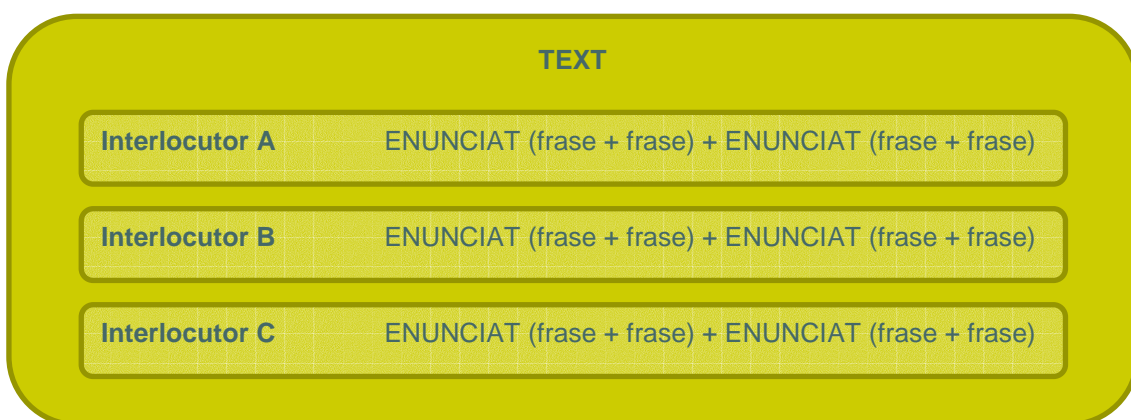 TEXT
Interlocutor A ENUNCIAT (frase + frase) + ENUNCIAT (frase + frase)
Interlocutor B ENUNCIAT (frase + frase) + ENUNCIAT (frase + frase)
Interlocutor C ENUNCIAT (frase + frase) + ENUNCIAT (frase + frase)